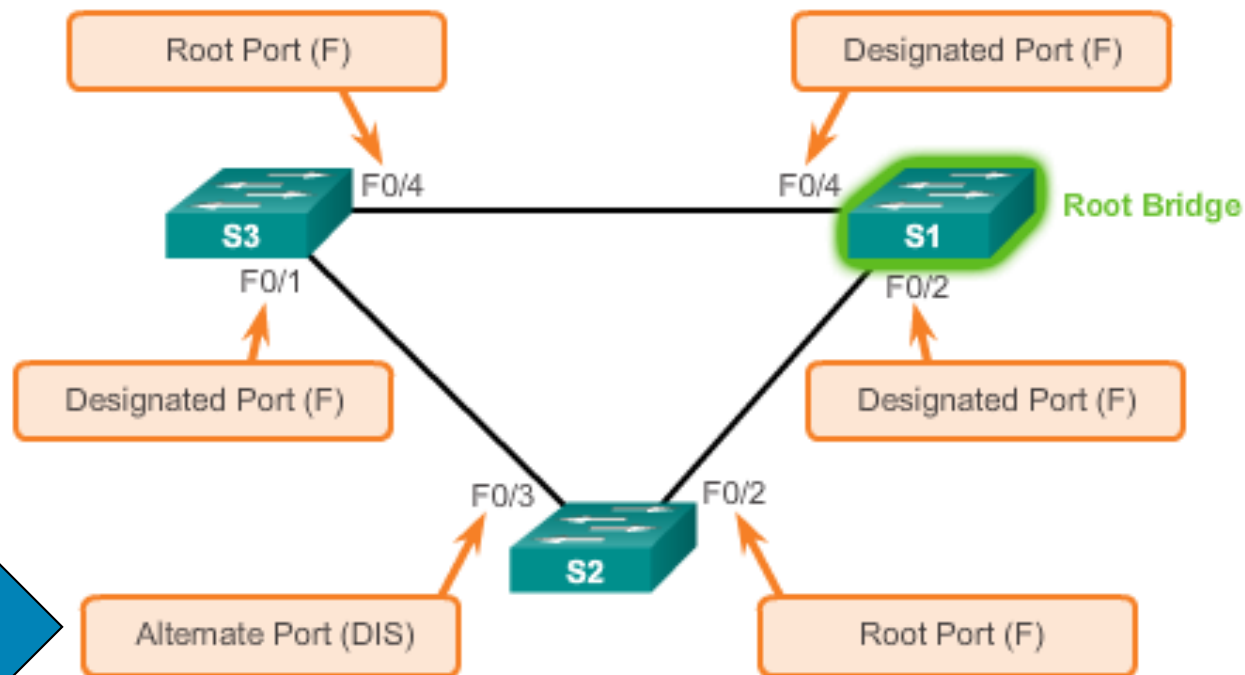 Root Port (F)
Designated Port (F)
F0/4
F0/4
S3
S1
Root Bridge
F0/1
F0/2
Designated Port (F)
Designated Port (F)
F0/3
F0/2
S2
Alternate Port (DIS)
Root Port (F)